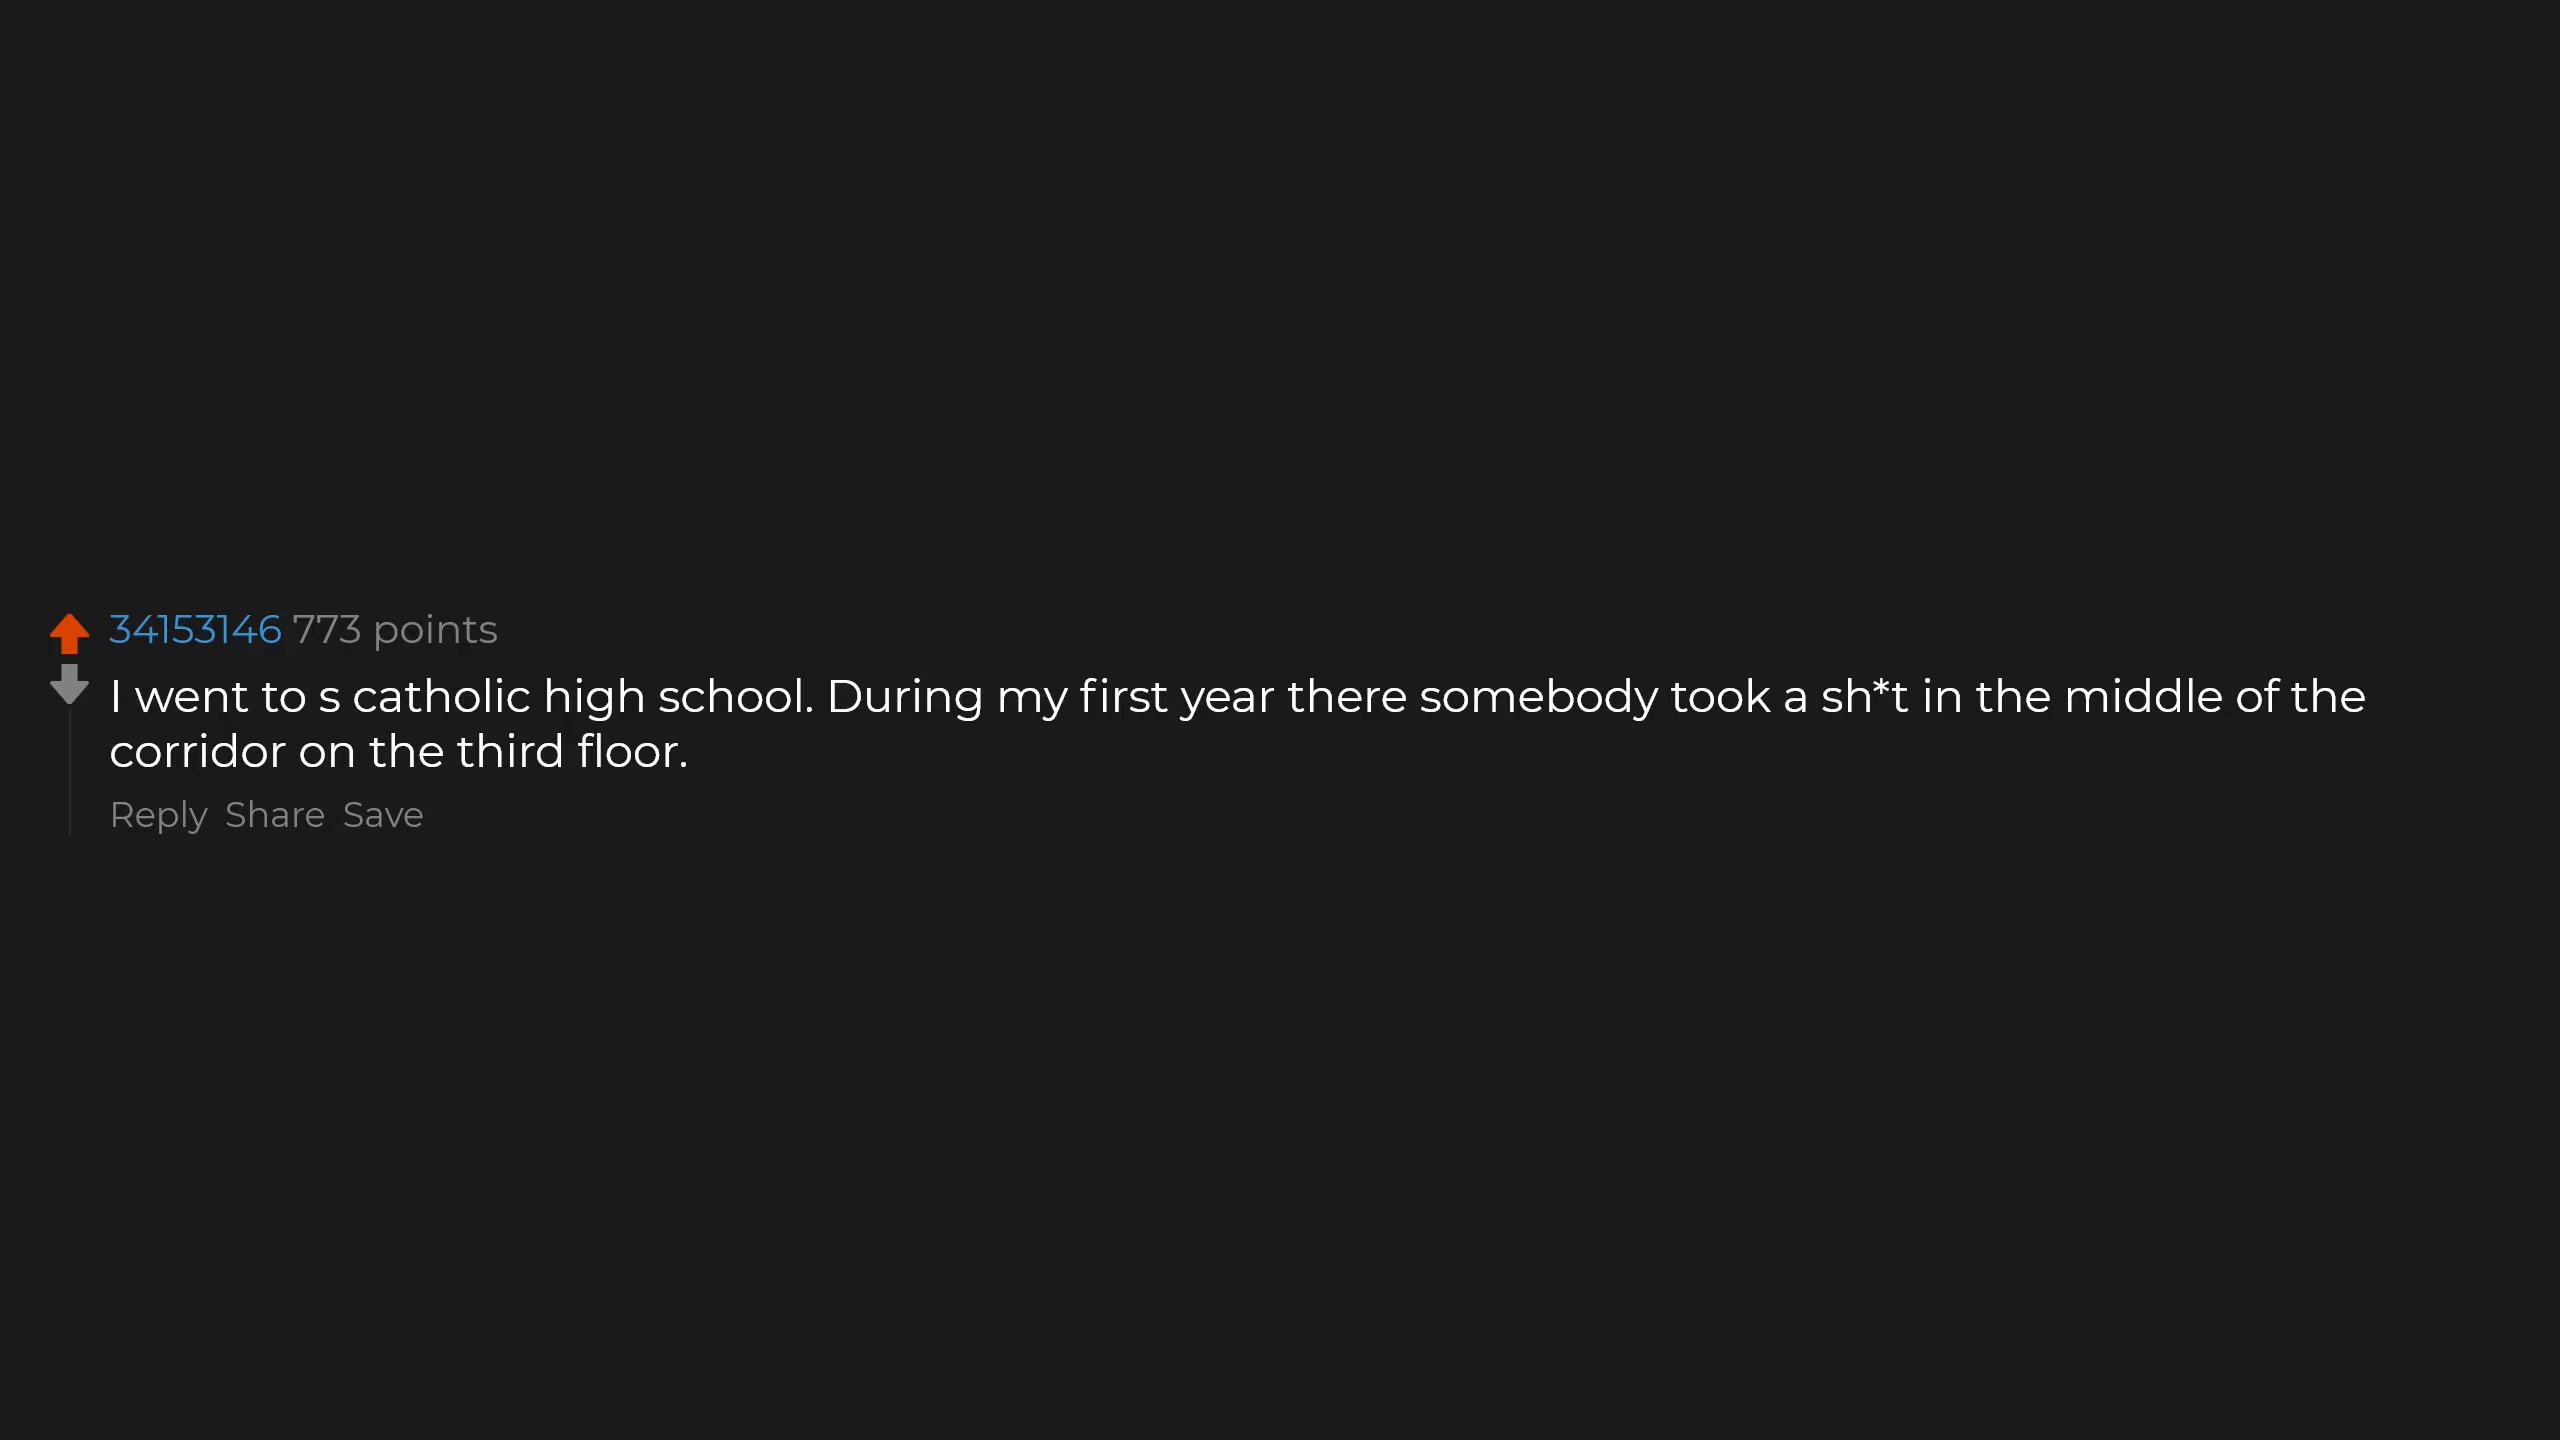 34153146 773 points
I went to s catholic high school. During my first year there somebody took a sh*t in the middle of the
corridor on the third floor.
Reply Share Save